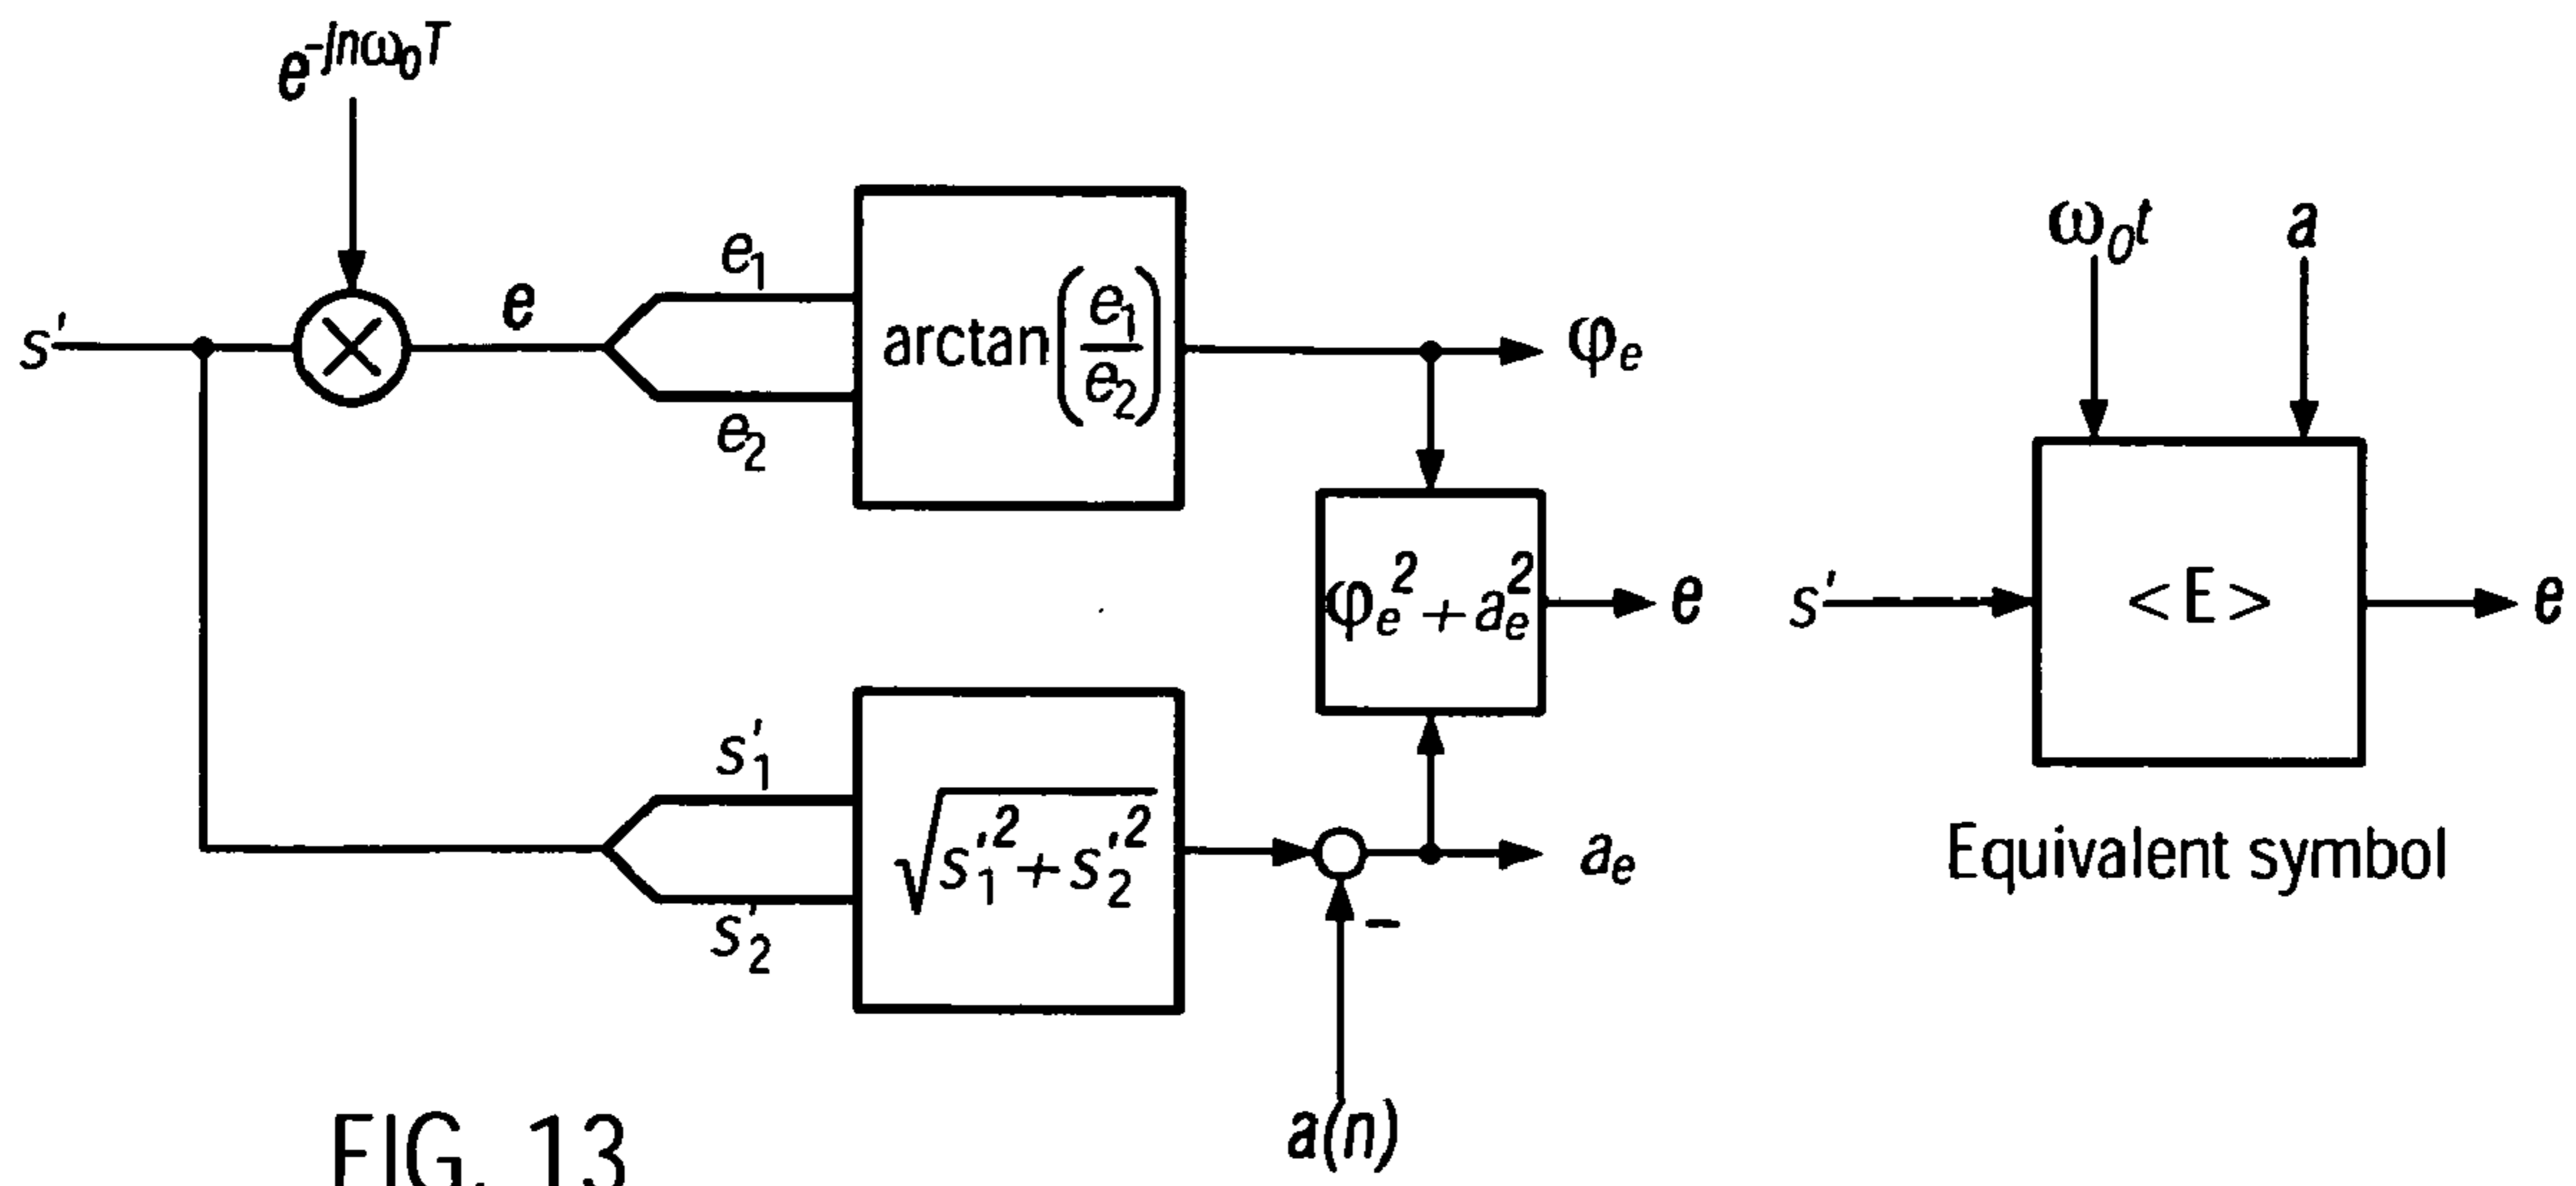 e^{-jnω₀T}
s'
e
e₁
e₂
arctan(e₁/e₂)
φₑ
φₑ² + aₑ²
e
s'₁
s'₂
√(s'₁² + s'₂²)
aₑ
-
a(n)
ω₀t
a
s'
<E>
e
Equivalent symbol
FIG. 13